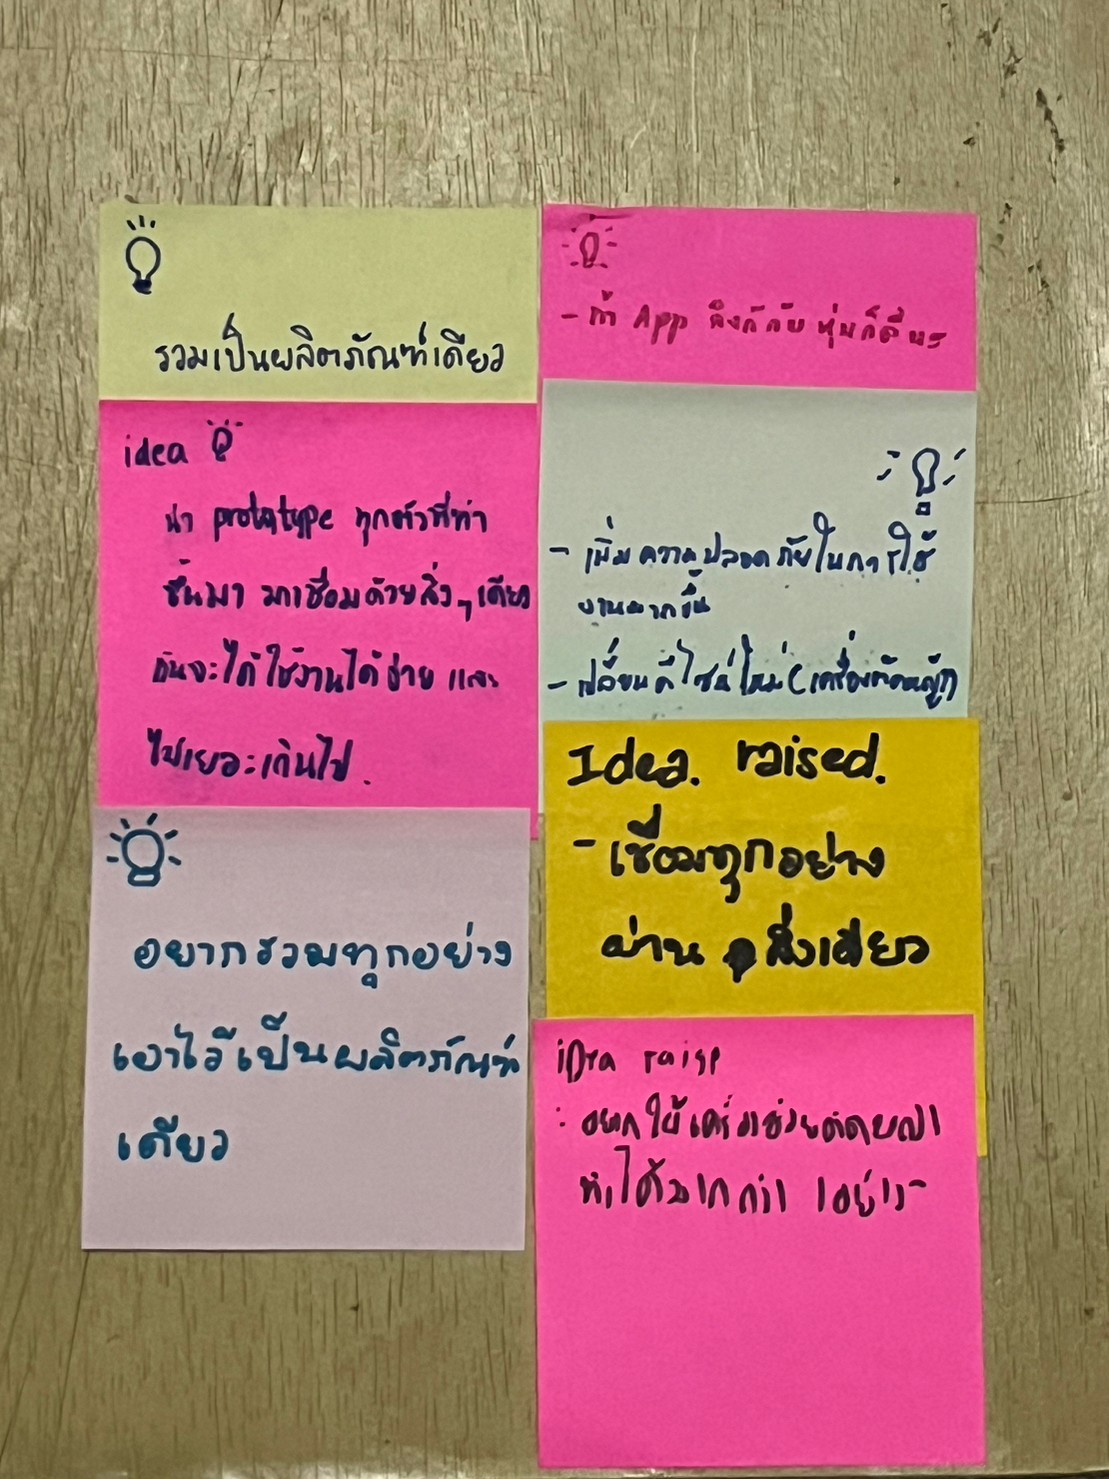 รวมเป็นผลิตภัณฑ์เดียว
idea
นำ prototype ทุกตัวที่ทำ
ขึ้นมา มาเชื่อมด้วยสิ่งๆเดียว
กันจะได้ใช้งานได้ง่าย และ
ไม่เยอะเกินไป.
อยากรวมทุกอย่าง
เอาไว้เป็นผลิตภัณฑ์
เดียว
- ทำ App ลิงก์กับหุ่นก็ดีนะ
- เพิ่มความปลอดภัยในการใช้
งานมากขึ้น
- เปลี่ยนดีไซน์ใหม่ (เครื่องตัดหญ้า)
Idea. raised.
- เชื่อมทุกอย่าง
ผ่าน สิ่งเดียว
iDea raise
: อยากให้เครื่องช่วยตัดหญ้า
ทำได้มากกว่า 1 อย่าง